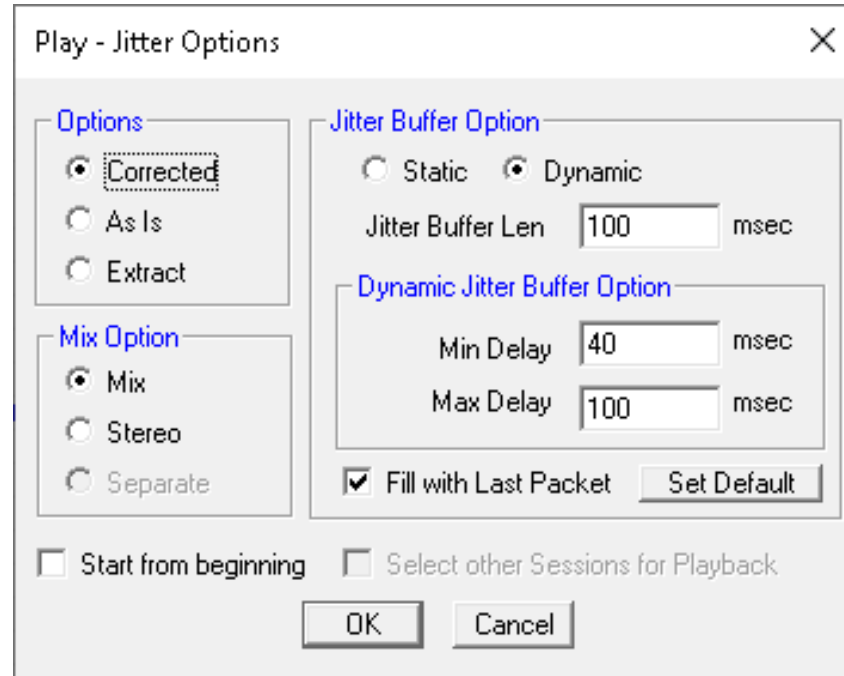 Play - Jitter Options
Options
Corrected
As Is
Extract
Mix Option
Mix
Stereo
Separate
Jitter Buffer Option
Static Dynamic
Jitter Buffer Len 100 msec
Dynamic Jitter Buffer Option
Min Delay 40 msec
Max Delay 100 msec
Fill with Last Packet Set Default
Start from beginning Select other Sessions for Playback
OK Cancel